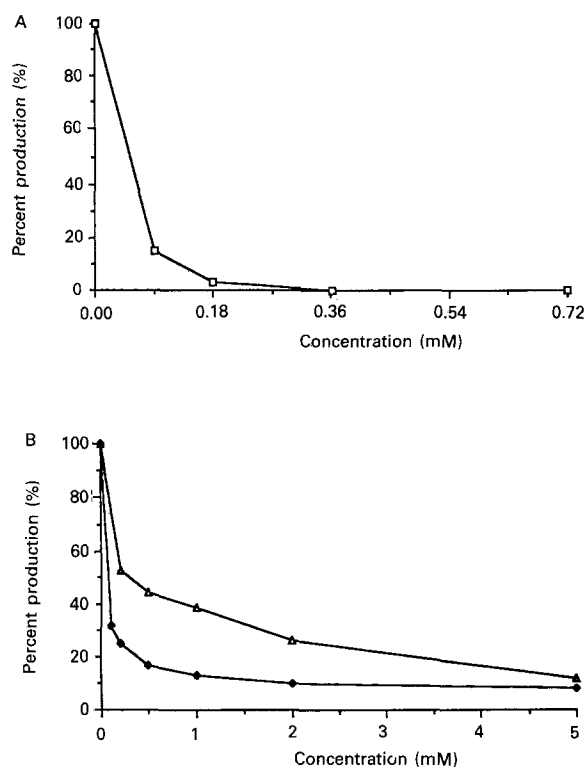 A
Percent production (%)
100
80
60
40
20
0
0.00 0.18 0.36 0.54 0.72
Concentration (mM)
B
Percent production (%)
100
80
60
40
20
0
0 1 2 3 4 5
Concentration (mM)